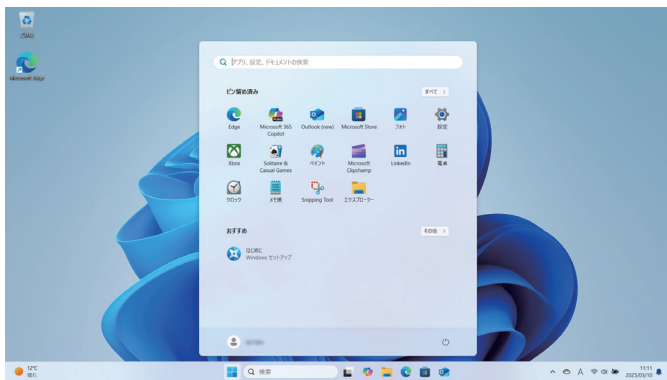 ごみ箱
Microsoft Edge
アプリ、設定、ドキュメントの検索
ピン留め済み
すべて
Edge
Microsoft 365 Copilot
Outlook (new)
Microsoft Store
フォト
設定
Xbox
Solitaire & Casual Games
ペイント
Microsoft Clipchamp
LinkedIn
電卓
クロック
メモ帳
Snipping Tool
エクスプローラー
おすすめ
その他
はじめに
Windows セットアップ
12°C
晴れ
検索
A
11:11
2025/03/10